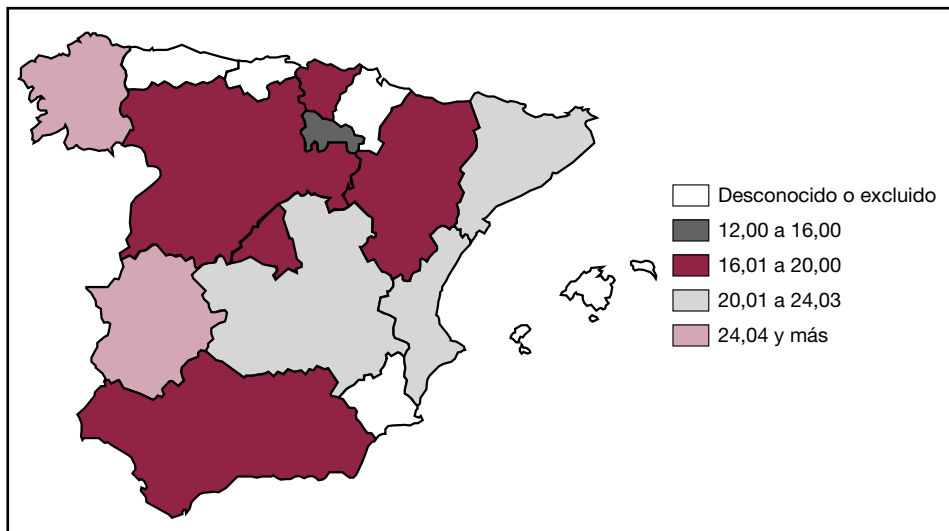 Desconocido o excluido
12,00 a 16,00
16,01 a 20,00
20,01 a 24,03
24,04 y más